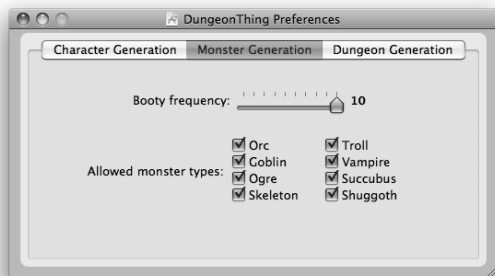 DungeonThing Preferences
Character Generation Monster Generation Dungeon Generation
Booty frequency: 10
Allowed monster types:
Orc Troll
Goblin Vampire
Ogre Succubus
Skeleton Shuggoth